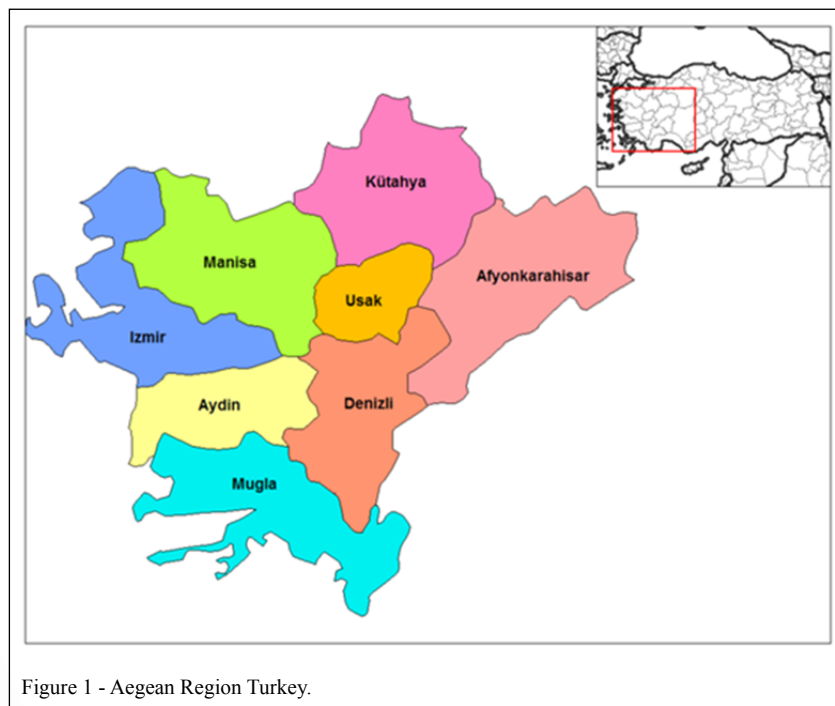 Kütahya
Manisa
Afyonkarahisar
Usak
Izmir
Aydin
Denizli
Mugla
Figure 1 - Aegean Region Turkey.